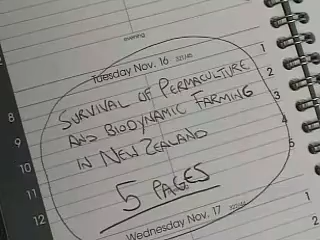 evening
Tuesday Nov. 16
1
8
SURVIVAL OF PERMACULTURE
2
9
AND BIODYNAMIC FARMING
3
10
IN NEW ZEALAND
4
11
5 PAGES
5
12
Wednesday Nov. 17
1